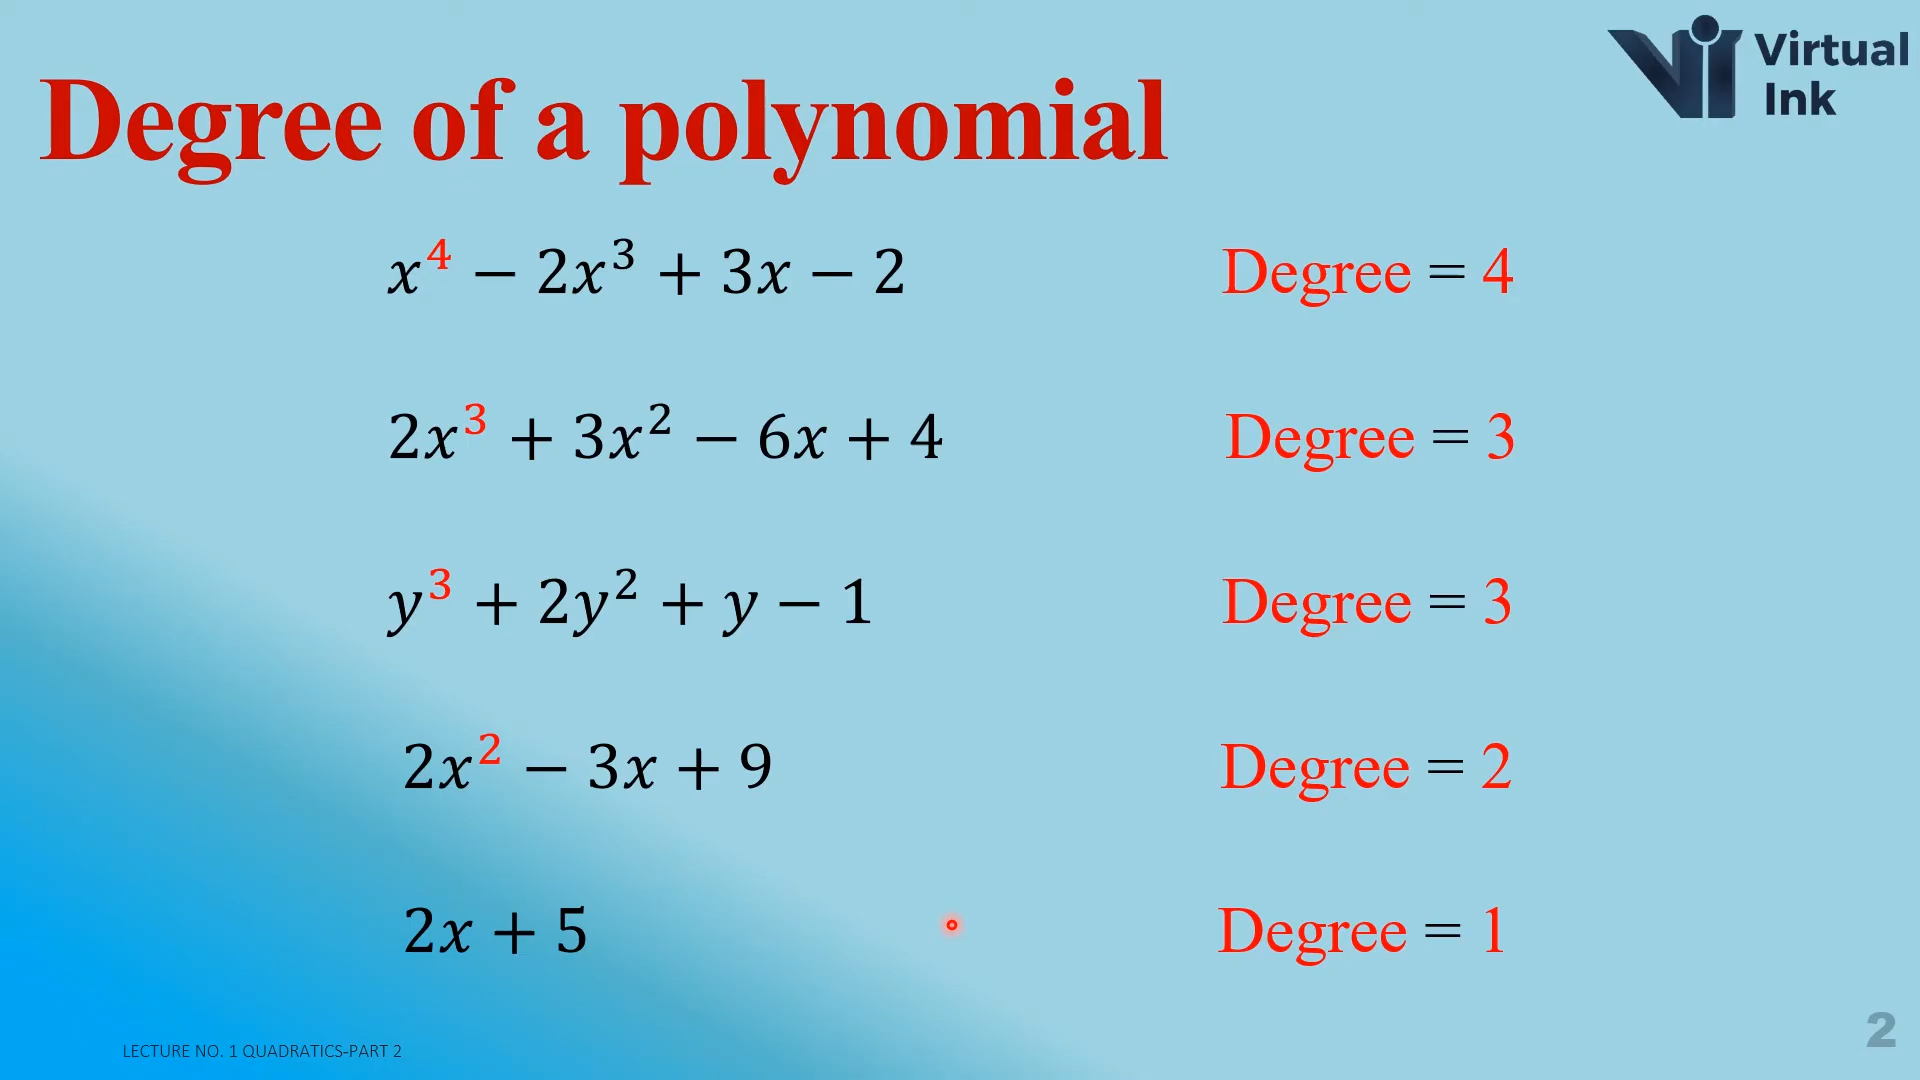 Virtual
Ink
Degree of a polynomial
x⁴ − 2x³ + 3x − 2 Degree = 4
2x³ + 3x² − 6x + 4 Degree = 3
y³ + 2y² + y − 1 Degree = 3
2x² − 3x + 9 Degree = 2
2x + 5 Degree = 1
LECTURE NO. 1 QUADRATICS-PART 2
2